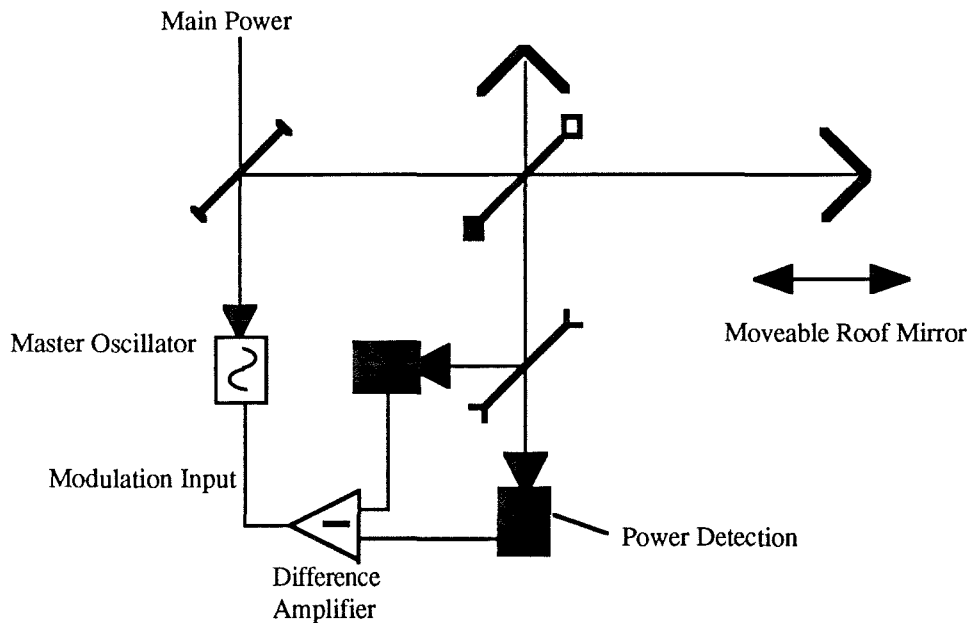 Main Power
Master Oscillator
Moveable Roof Mirror
Modulation Input
Power Detection
Difference
Amplifier